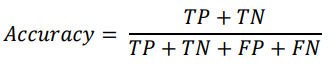 Accuracy = TP + TN / TP + TN + FP + FN